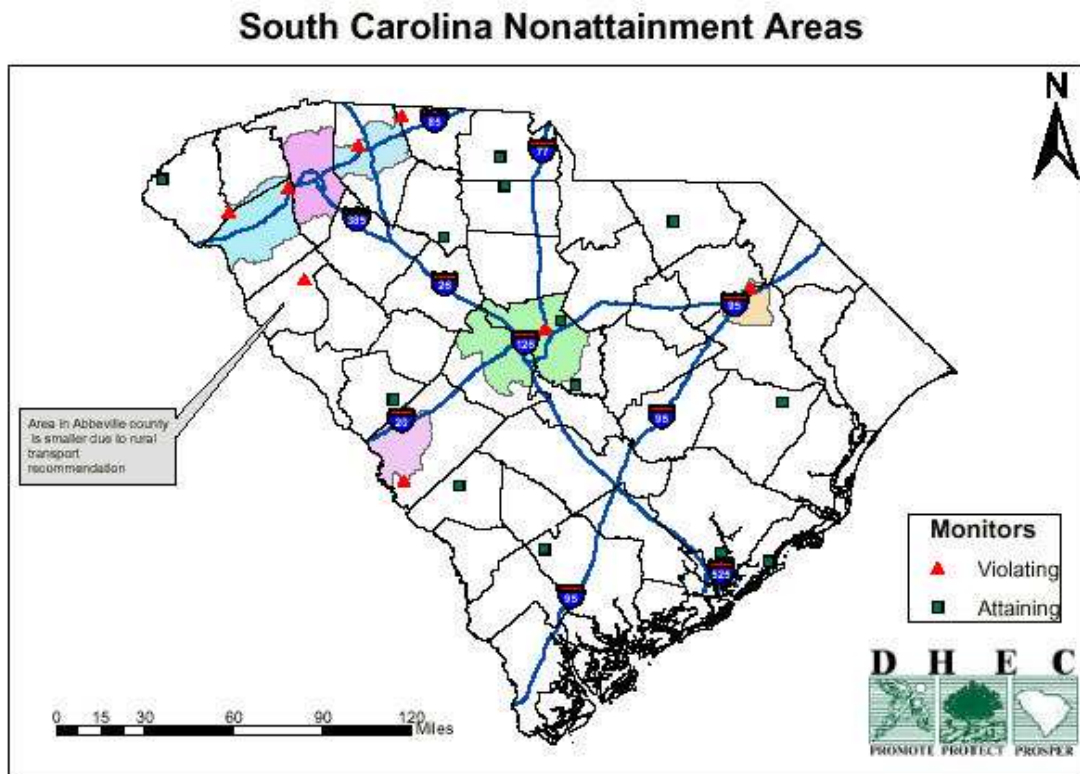 South Carolina Nonattainment Areas
N
85
77
385
26
95
126
20
95
Area in Abbeville county
is smaller due to rural
transport
recommendation
Monitors
Violating
Attaining
526
95
D H E C
PROMOTE PROTECT PROSPER
0 15 30 60 90 120
Miles